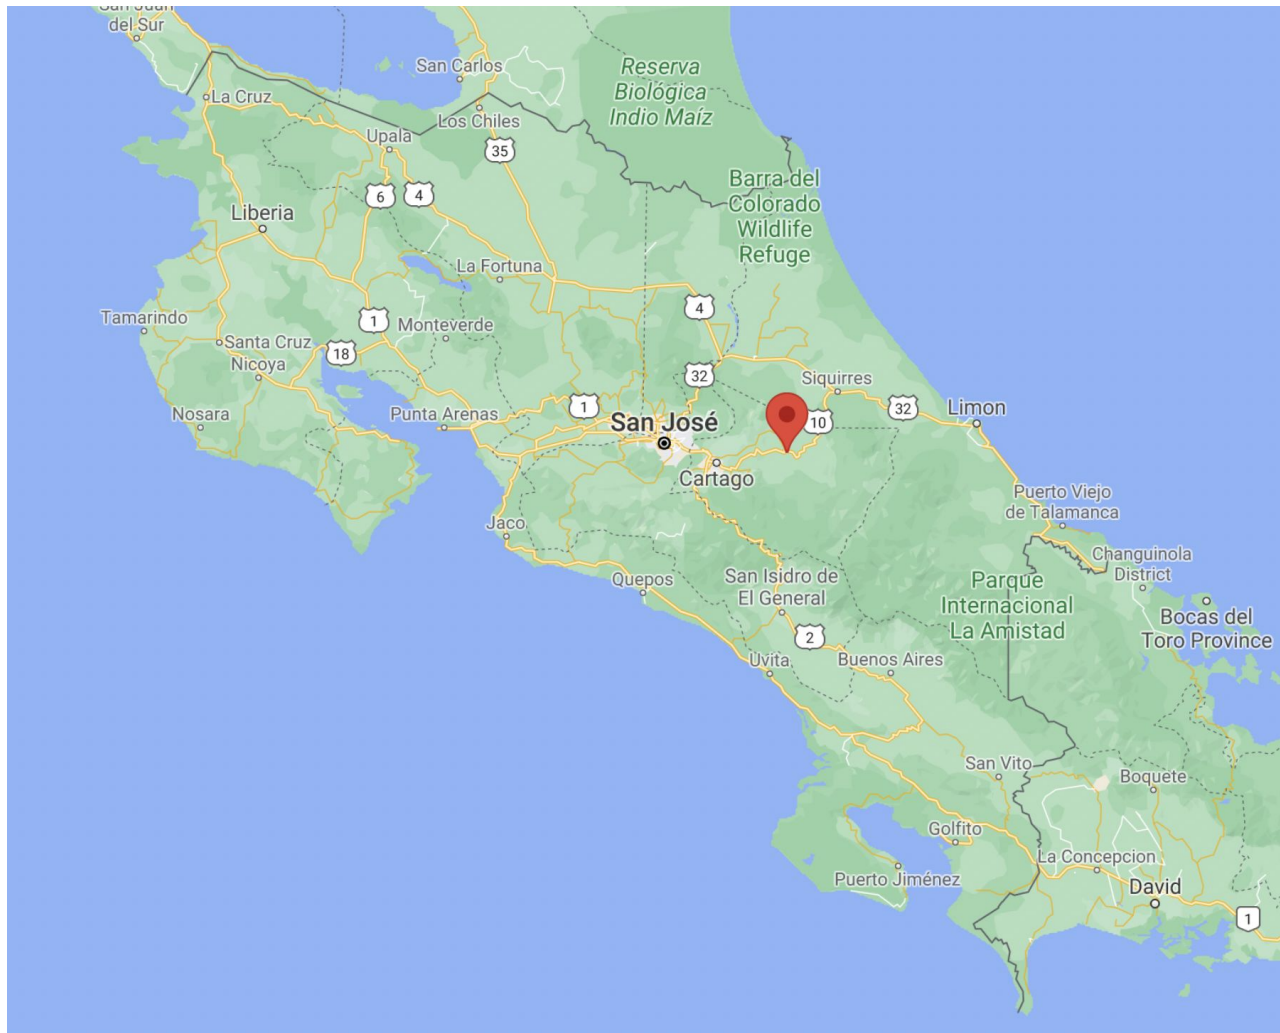 San Juan
del Sur
San Carlos
Reserva
Biológica
Indio Maíz
La Cruz
Los Chiles
Upala
35
6
4
Barra del
Colorado
Wildlife
Refuge
Liberia
La Fortuna
4
Tamarindo
1
Monteverde
Santa Cruz
18
Nicoya
32
Siquirres
Nosara
Punta Arenas
1
San José
10
32
Limon
Cartago
Puerto Viejo
de Talamanca
Jaco
Changuinola
District
Quepos
San Isidro de
El General
Parque
Internacional
La Amistad
Bocas del
Toro Province
2
Uvita
Buenos Aires
San Vito
Boquete
Golfito
La Concepcion
Puerto Jiménez
David
1